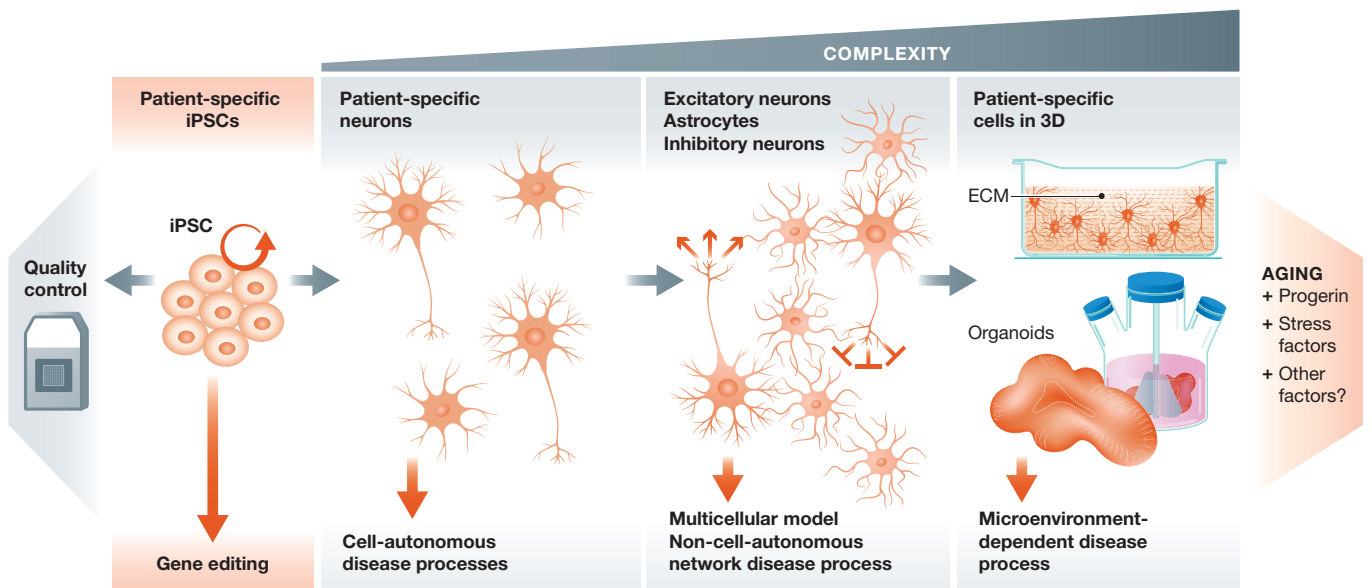 COMPLEXITY
Patient-specific
iPSCs
Patient-specific
neurons
Excitatory neurons
Astrocytes
Inhibitory neurons
Patient-specific
cells in 3D
Quality
control
iPSC
ECM
Organoids
AGING
+ Progerin
+ Stress
factors
+ Other
factors?
Gene editing
Cell-autonomous
disease processes
Multicellular model
Non-cell-autonomous
network disease process
Microenvironment-
dependent disease
process